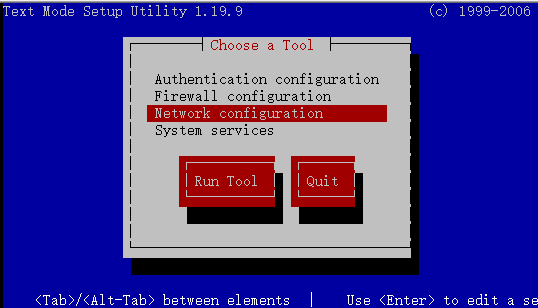 Text Mode Setup Utility 1.19.9 (c) 1999-2006
Choose a Tool
Authentication configuration
Firewall configuration
Network configuration
System services
Run Tool Quit
<Tab>/<Alt-Tab> between elements | Use <Enter> to edit a se